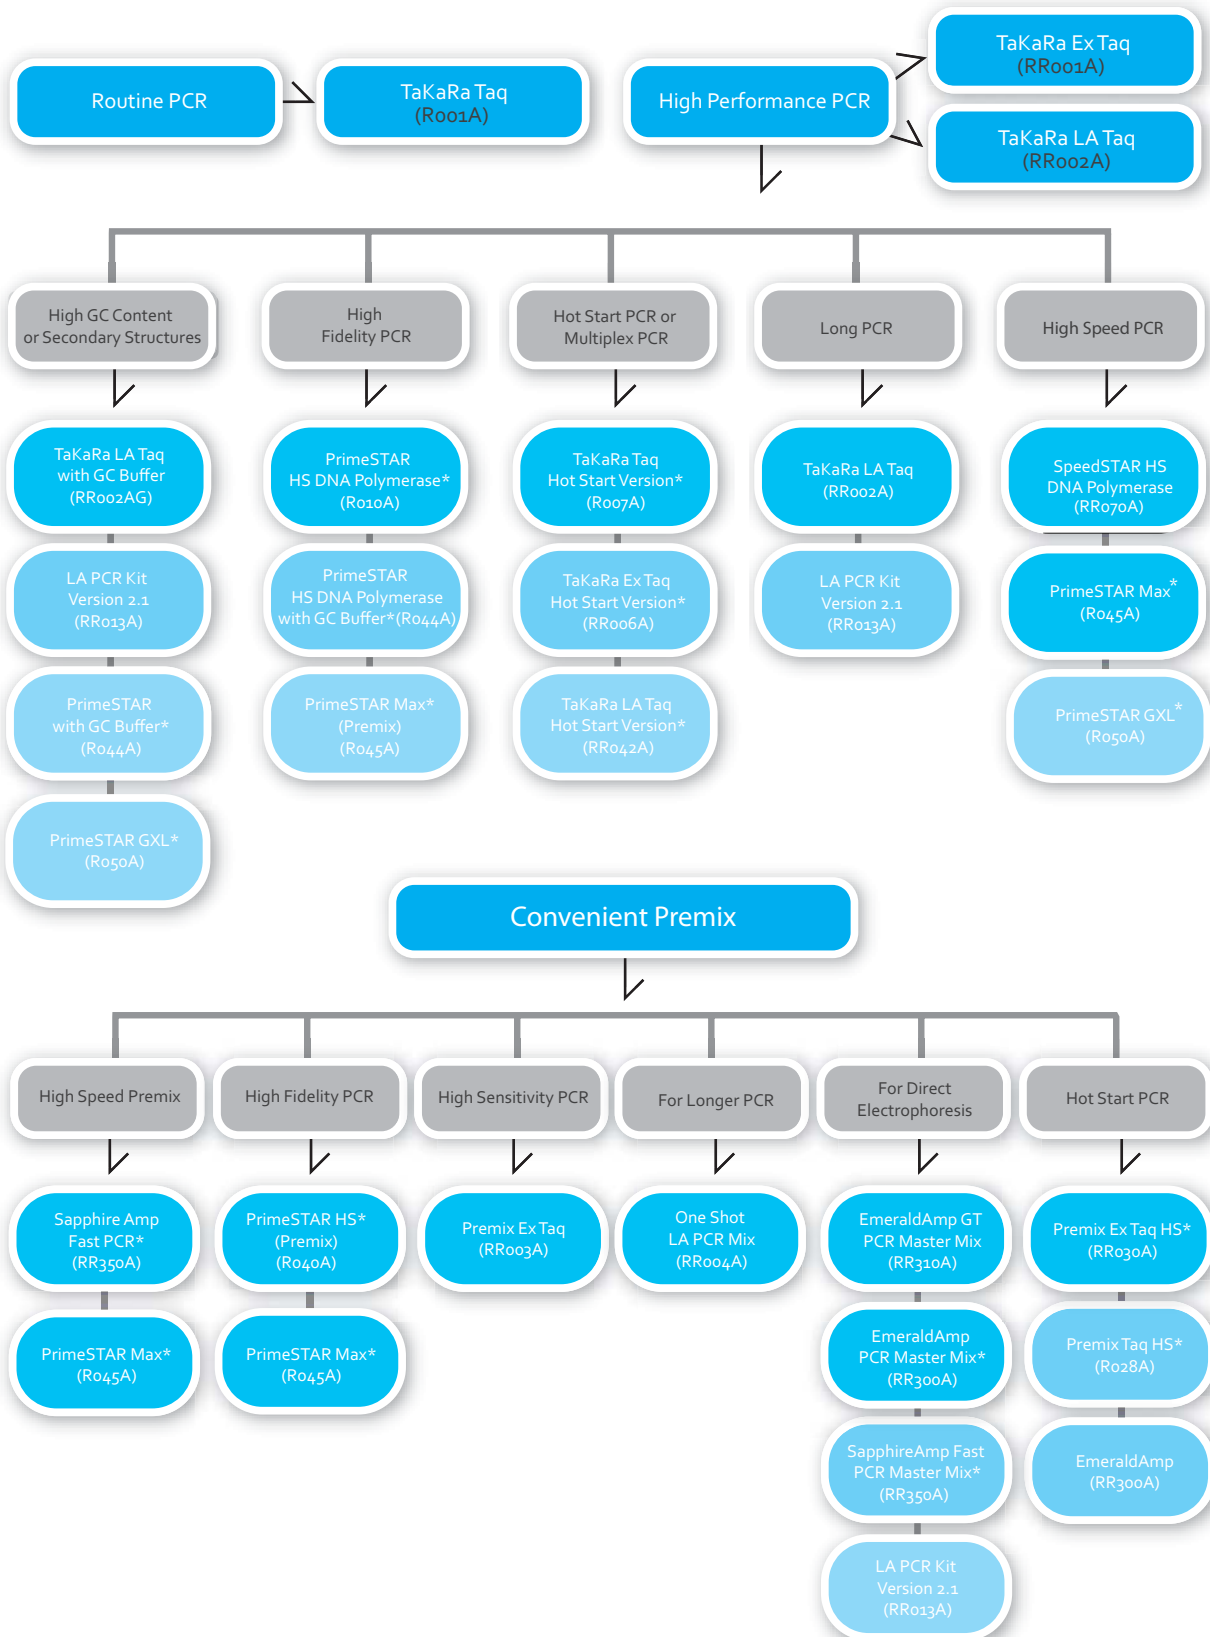 Routine PCR
TaKaRa Taq
(R001A)
High Performance PCR
TaKaRa Ex Taq
(RR001A)
TaKaRa LA Taq
(RR002A)
High GC Content
or Secondary Structures
TaKaRa LA Taq
with GC Buffer
(RR002AG)
LA PCR Kit
Version 2.1
(RR013A)
PrimeSTAR
with GC Buffer*
(R044A)
PrimeSTAR GXL*
(R050A)
High
Fidelity PCR
PrimeSTAR
HS DNA Polymerase*
(R010A)
PrimeSTAR
HS DNA Polymerase
with GC Buffer*(R044A)
PrimeSTAR Max*
(Premix)
(R045A)
Hot Start PCR or
Multiplex PCR
TaKaRa Taq
Hot Start Version*
(R007A)
TaKaRa Ex Taq
Hot Start Version*
(RR006A)
TaKaRa LA Taq
Hot Start Version*
(RR042A)
Long PCR
TaKaRa LA Taq
(RR002A)
LA PCR Kit
Version 2.1
(RR013A)
High Speed PCR
SpeedSTAR HS
DNA Polymerase
(RR070A)
PrimeSTAR Max*
(R045A)
PrimeSTAR GXL*
(R050A)
Convenient Premix
High Speed Premix
Sapphire Amp
Fast PCR*
(RR350A)
PrimeSTAR Max*
(R045A)
High Fidelity PCR
PrimeSTAR HS*
(Premix)
(R040A)
PrimeSTAR Max*
(R045A)
High Sensitivity PCR
Premix Ex Taq
(RR003A)
For Longer PCR
One Shot
LA PCR Mix
(RR004A)
For Direct
Electrophoresis
EmeraldAmp GT
PCR Master Mix
(RR310A)
EmeraldAmp
PCR Master Mix*
(RR300A)
SapphireAmp Fast
PCR Master Mix*
(RR350A)
LA PCR Kit
Version 2.1
(RR013A)
Hot Start PCR
Premix Ex Taq HS*
(RR030A)
Premix Taq HS*
(R028A)
EmeraldAmp
(RR300A)